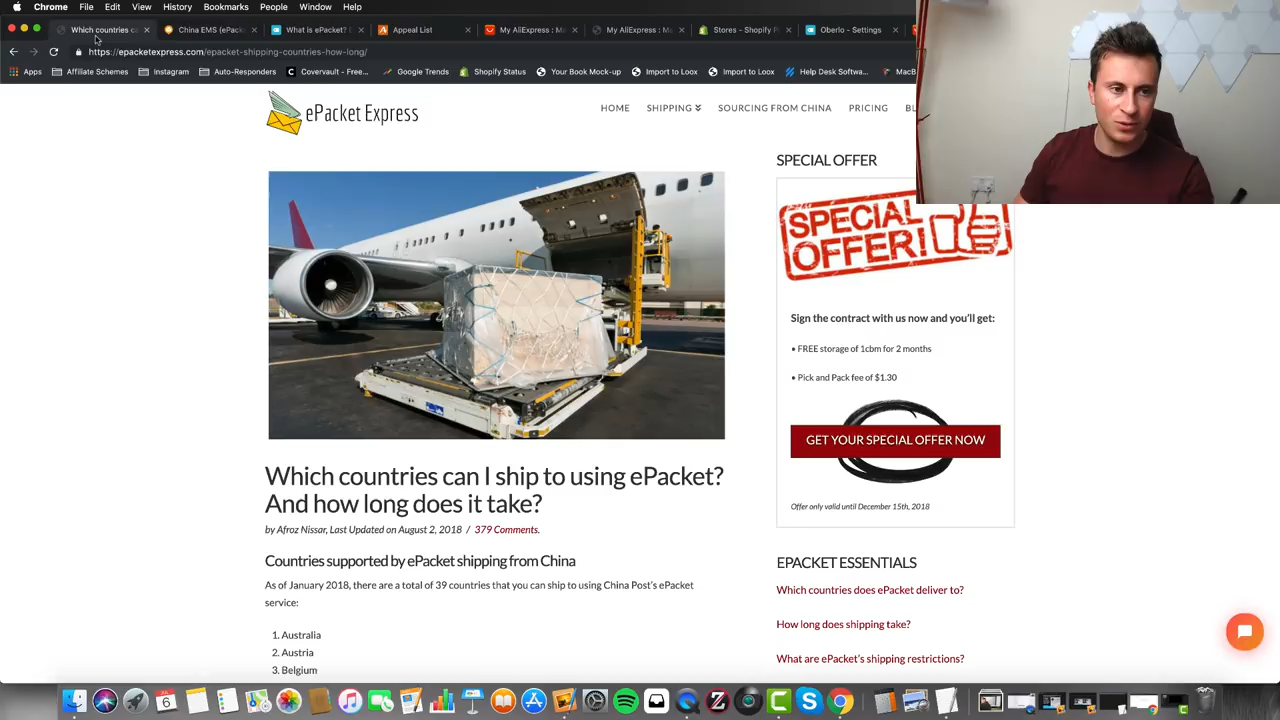 Chrome File Edit View History Bookmarks People Window Help
Which countries ca
China EMS (ePack
What is ePacket?
Appeal List
My AliExpress : Ma
My AliExpress : Ma
Stores - Shopify P
Oberlo - Settings
https://epacketexpress.com/epacket-shipping-countries-how-long/
Apps Affiliate Schemes Instagram Auto-Responders Covervault - Free... Google Trends Shopify Status Your Book Mock-up Import to Loox Import to Loox Help Desk Softwa... MacB
ePacket Express
HOME SHIPPING SOURCING FROM CHINA PRICING BL
SPECIAL OFFER
SPECIAL
OFFER!
Sign the contract with us now and you'll get:
• FREE storage of 1cbm for 2 months
• Pick and Pack fee of $1.30
GET YOUR SPECIAL OFFER NOW
Offer only valid until December 15th, 2018
Which countries can I ship to using ePacket?
And how long does it take?
by Afroz Nissar, Last Updated on August 2, 2018 / 379 Comments.
Countries supported by ePacket shipping from China
As of January 2018, there are a total of 39 countries that you can ship to using China Post's ePacket
service:
1. Australia
2. Austria
3. Belgium
EPACKET ESSENTIALS
Which countries does ePacket deliver to?
How long does shipping take?
What are ePacket's shipping restrictions?
6